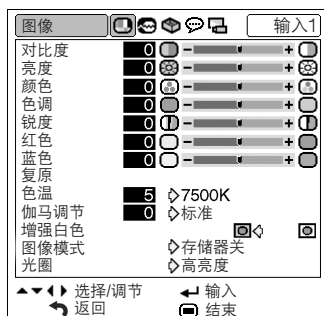 图像 输入1
对比度 0
亮度 0
颜色 0
色调 0
锐度 0
红色 0
蓝色 0
复原
色温 5 7500K
伽马调节 0 标准
增强白色
图像模式 存储器关
光圈 高亮度
选择/调节 输入
返回 结束